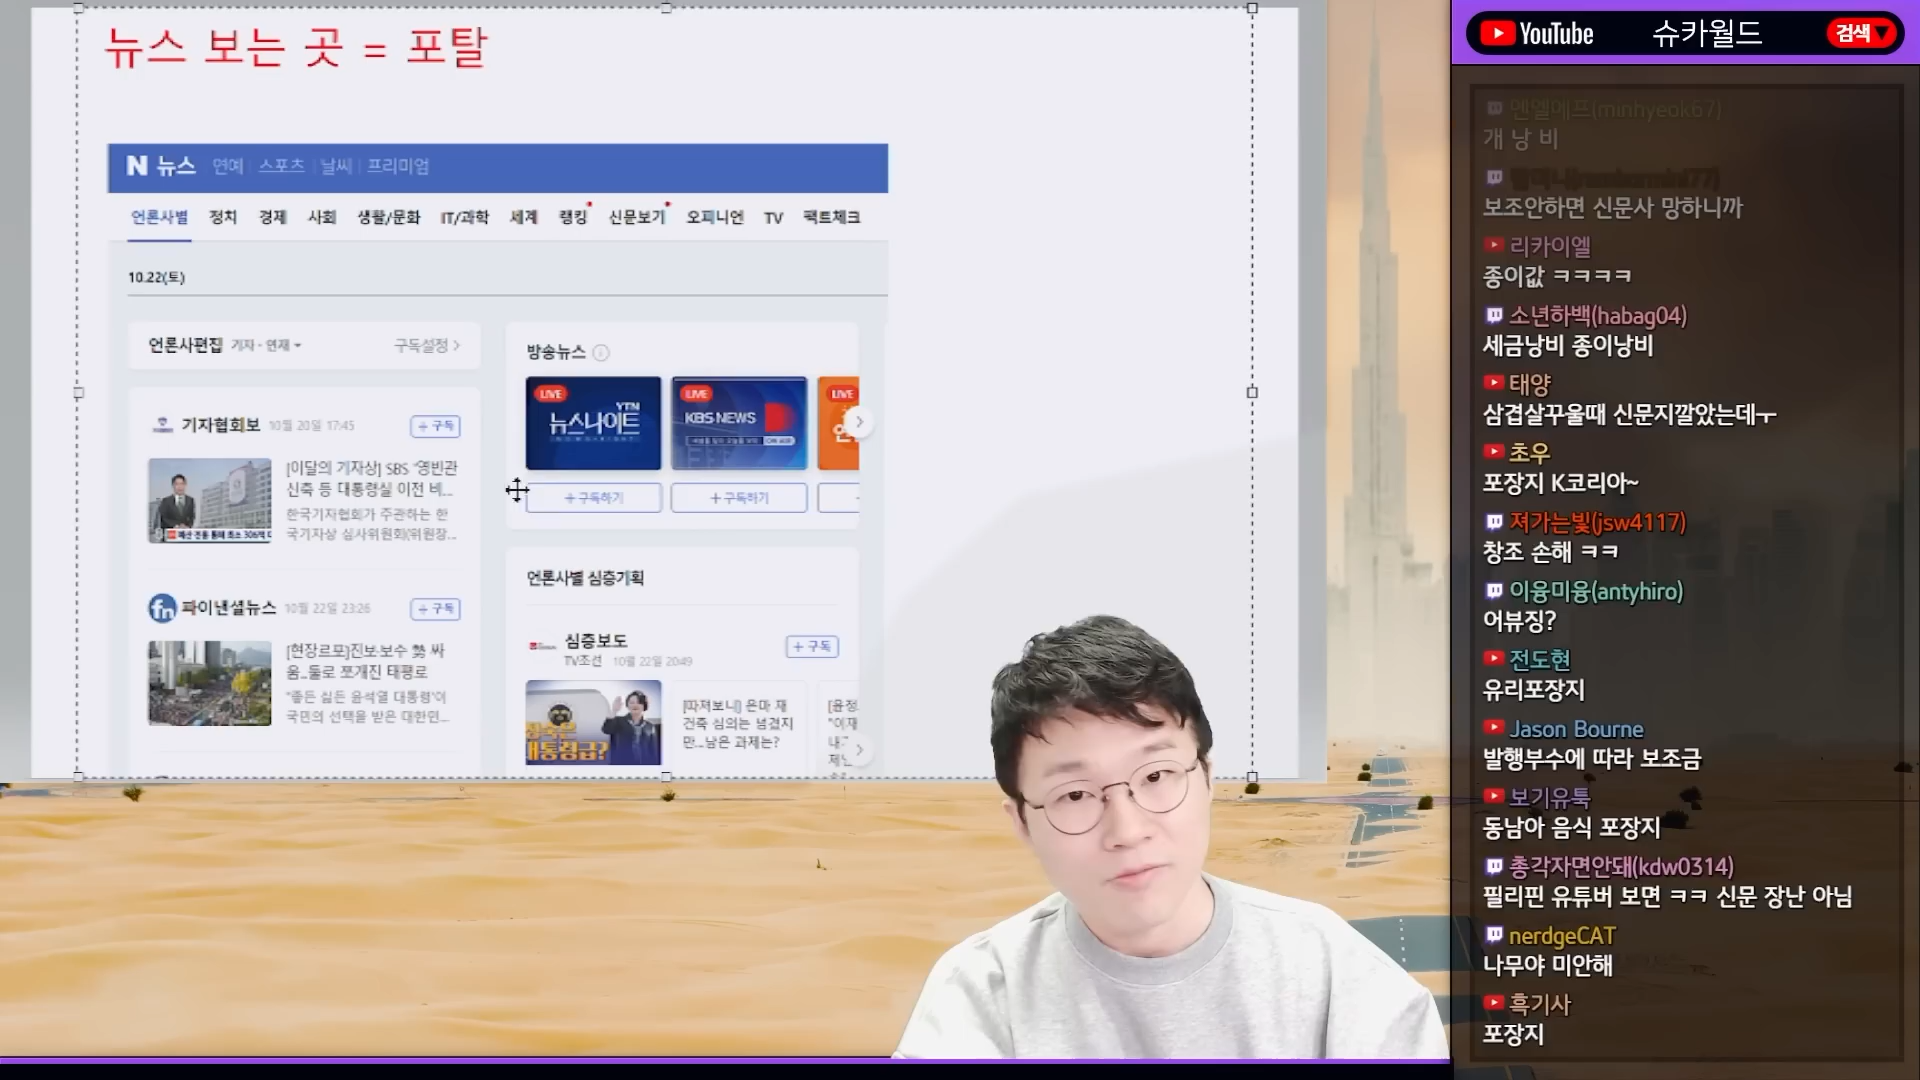 뉴스 보는 곳 = 포탈
N 뉴스 연예 스포츠 날씨 프리미엄
언론사별 정치 경제 사회 생활/문화 IT/과학 세계 랭킹 신문보기 오피니언 TV 팩트체크
10.22(토)
언론사편집 기자·연재 구독설정
기자협회보 10월 20일 17:45 + 구독
[이달의 기자상] SBS "영빈관
신축 등 대통령실 이전 비...
한국기자협회가 주관하는 한
국기자상 심사위원회(위원장...
파이낸셜뉴스 10월 22일 23:26 + 구독
[현장르포]진보·보수 勢 싸
움..둘로 쪼개진 태평로
"좋든 싫든 윤석열 대통령'이
국민의 선택을 받은 대한민...
방송뉴스
LIVE
YTN
뉴스나이트
LIVE
KBS NEWS
LIVE
+ 구독하기
+ 구독하기
언론사별 심층기획
심층보도 + 구독
TV조선 10월 22일 20:49
대통령급?
[따져보니] 은마 재
건축 심의는 넘겼지
만...남은 과제는?
YouTube 슈카월드 검색▼
엔엘에프(minhyeok67)
개 낭 비
보조안하면 신문사 망하니까
리카이엘
종이값 ㅋㅋㅋㅋ
소년하백(habag04)
세금낭비 종이낭비
태양
삼겹살꾸울때 신문지깔았는데ㅜ
초우
포장지 K코리아~
져가는빛(jsw4117)
창조 손해 ㅋㅋ
이융미융(antyhiro)
어뷰징?
전도현
유리포장지
Jason Bourne
발행부수에 따라 보조금
보기유툭
동남아 음식 포장지
총각자면안돼(kdw0314)
필리핀 유튜버 보면 ㅋㅋ 신문 장난 아님
nerdgeCAT
나무야 미안해
흑기사
포장지